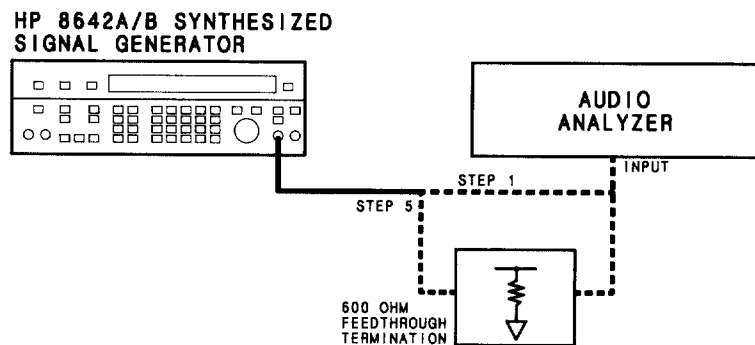 HP 8642A/B SYNTHESIZED
SIGNAL GENERATOR
AUDIO
ANALYZER
INPUT
STEP 1
STEP 5
600 OHM
FEEDTHROUGH
TERMINATION